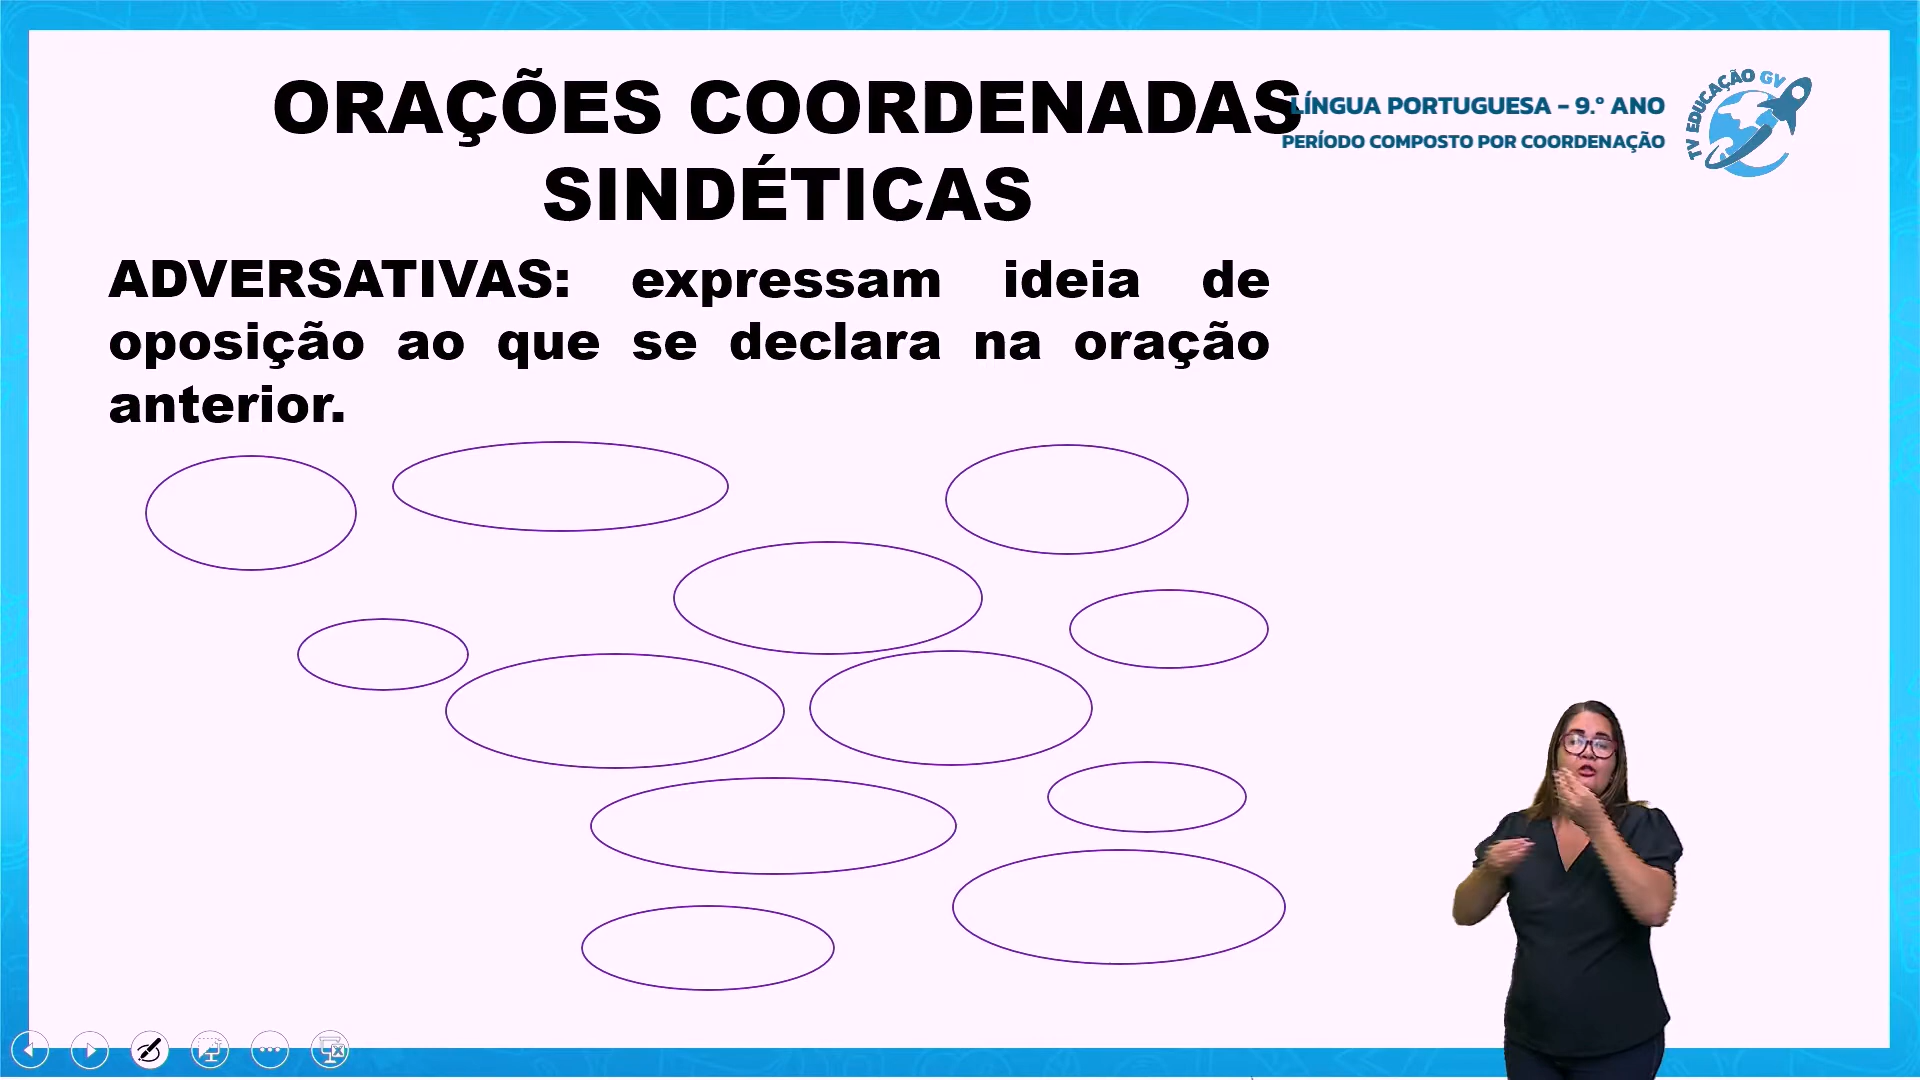 ORAÇÕES COORDENADAS
SINDÉTICAS
LÍNGUA PORTUGUESA – 9.º ANO
PERÍODO COMPOSTO POR COORDENAÇÃO
TV EDUCAÇÃO GV
ADVERSATIVAS: expressam ideia de
oposição ao que se declara na oração
anterior.